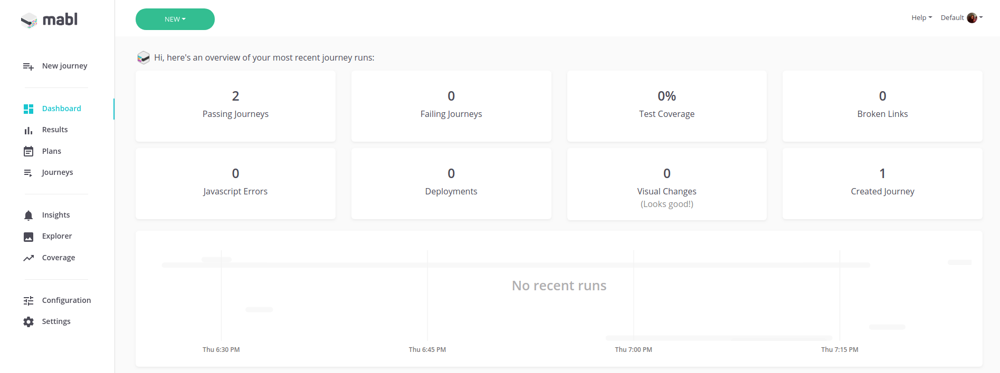 mabl
NEW
Help
Default
New journey
Dashboard
Results
Plans
Journeys
Insights
Explorer
Coverage
Configuration
Settings
Hi, here's an overview of your most recent journey runs:
2
Passing Journeys
0
Failing Journeys
0%
Test Coverage
0
Broken Links
0
Javascript Errors
0
Deployments
0
Visual Changes
(Looks good!)
1
Created Journey
No recent runs
Thu 6:30 PM
Thu 6:45 PM
Thu 7:00 PM
Thu 7:15 PM